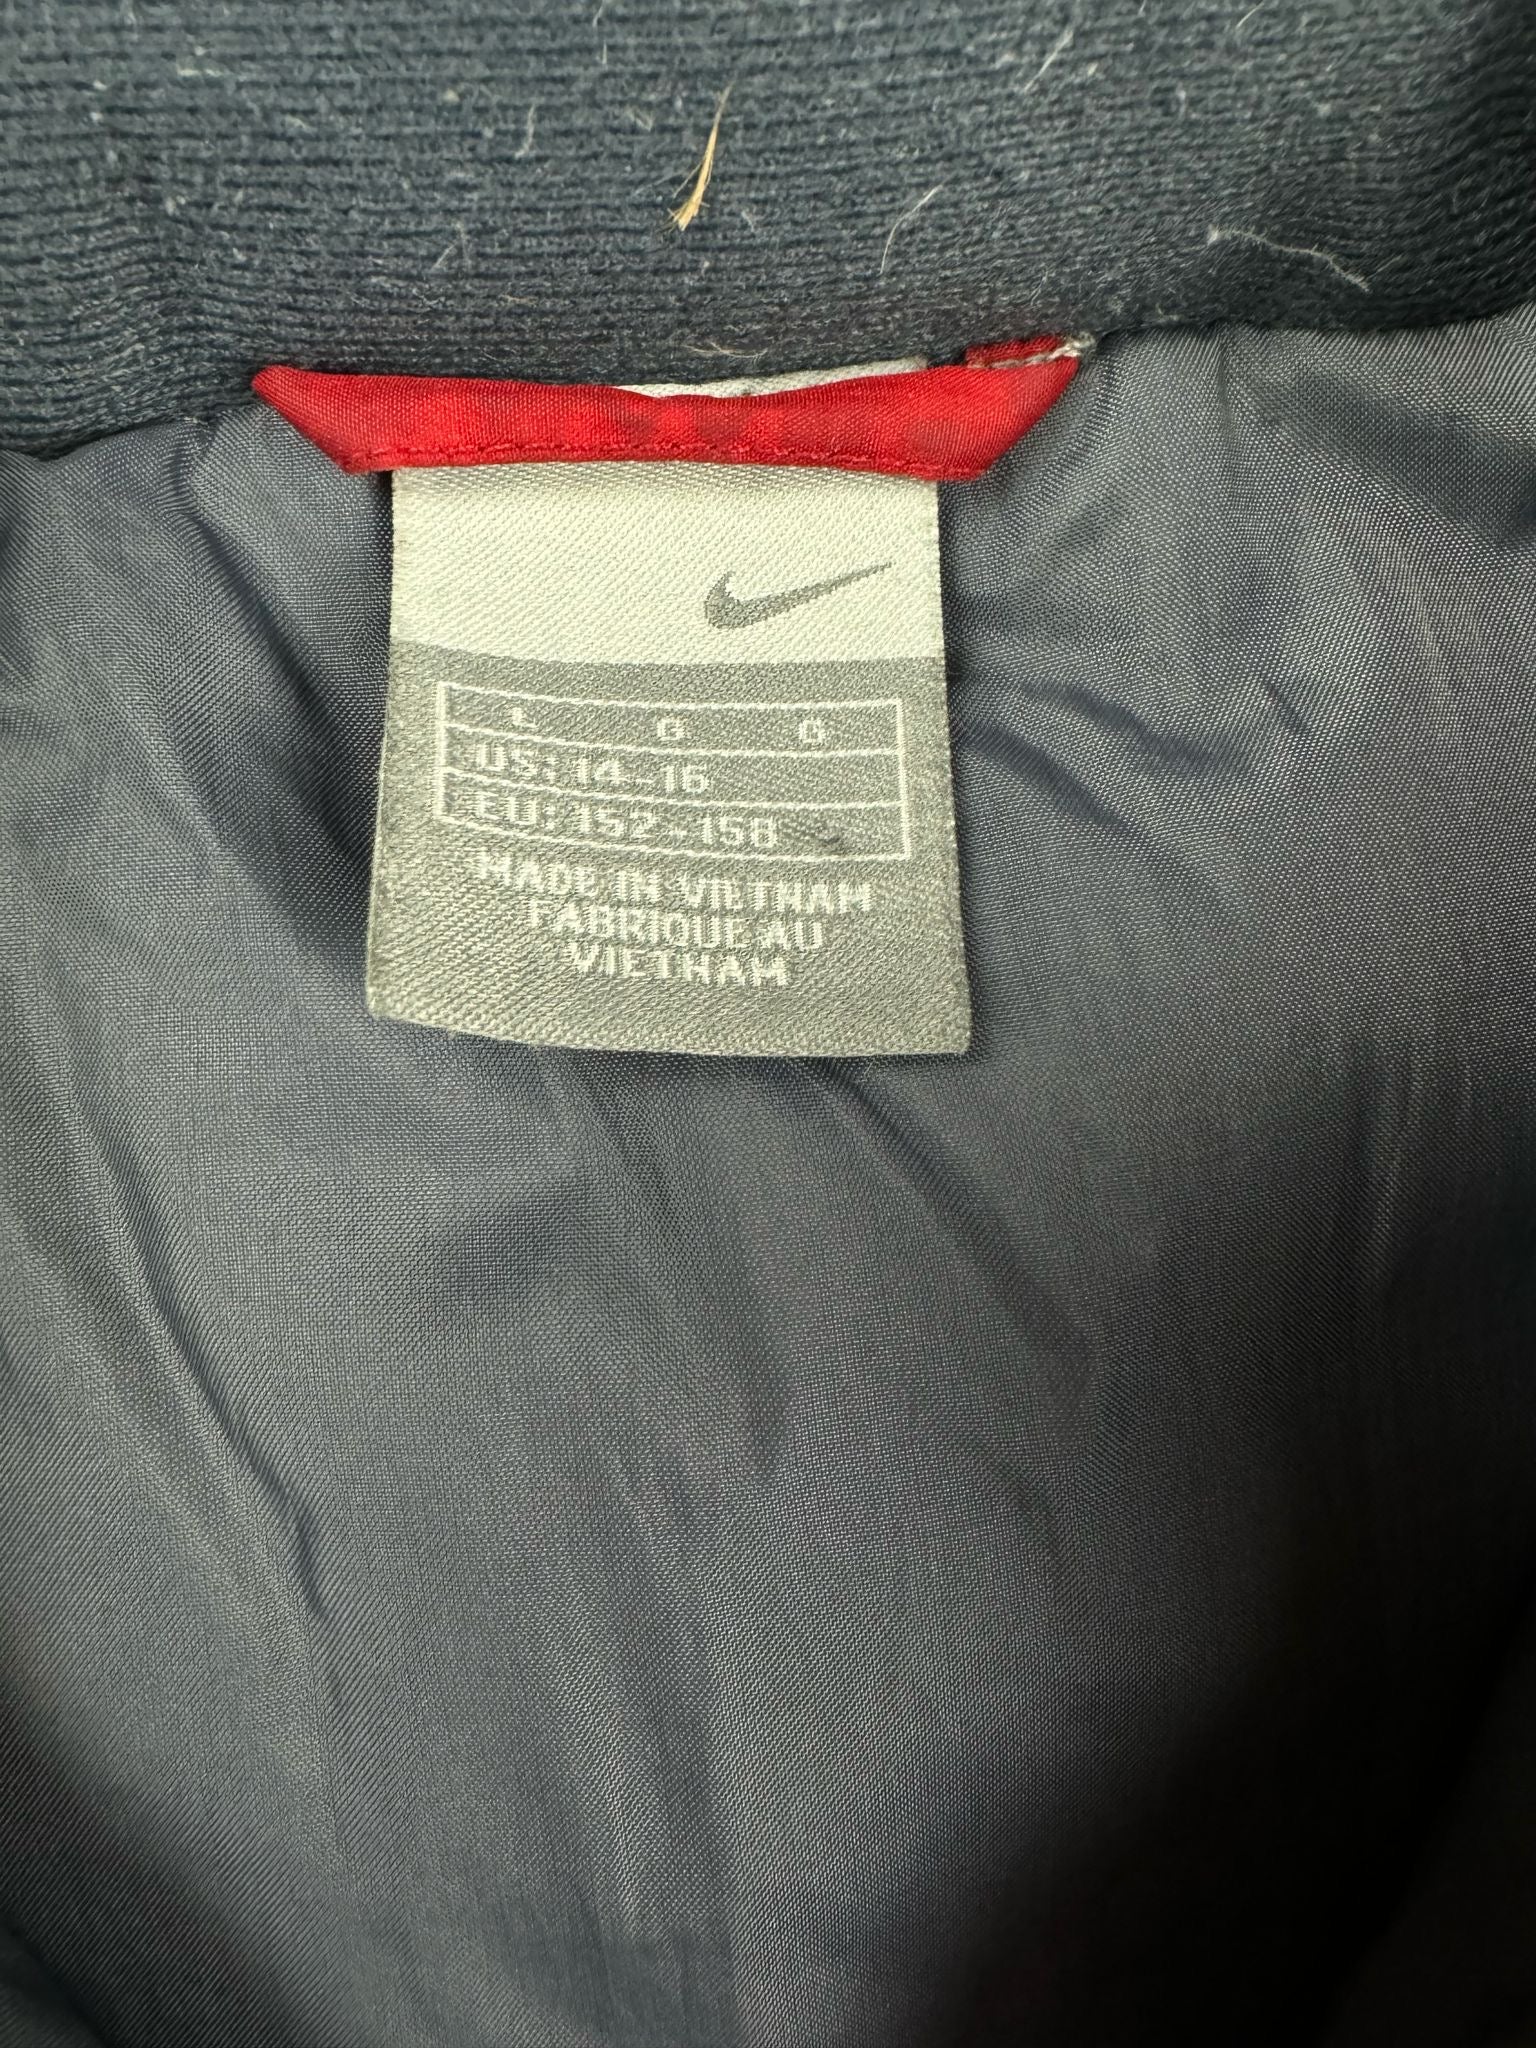 L G G
US: 14-16
EU: 152-158
MADE IN VIETNAM
FABRIQUE AU
VIETNAM